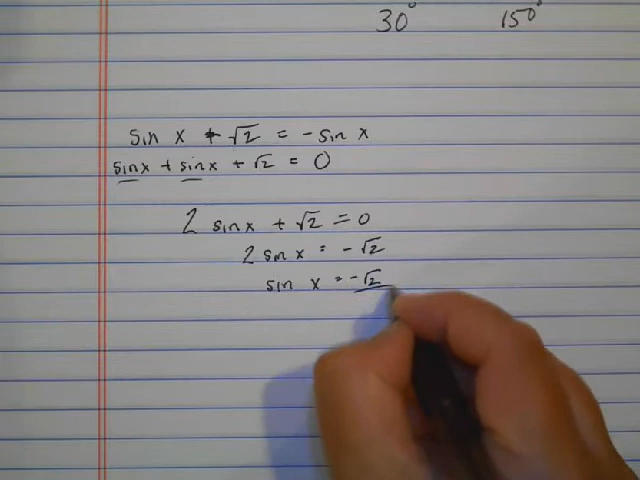 30° 150°
sin x + √2 = - sin x
sinx + sinx + √2 = 0
2 sinx + √2 = 0
2 sin x = - √2
sin x = - √2